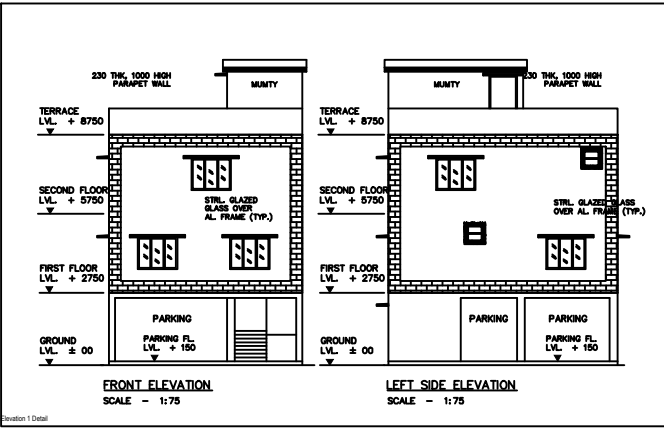 230 THK, 1000 HIGH
PARAPET WALL
MUMTY
TERRACE
LVL. + 8750
SECOND FLOOR
LVL. + 5750
STRL. GLAZED
GLASS OVER
AL. FRAME (TYP.)
FIRST FLOOR
LVL. + 2750
PARKING
PARKING FL.
LVL. + 150
GROUND
LVL. ± 00
FRONT ELEVATION
SCALE - 1:75
MUMTY
230 THK, 1000 HIGH
PARAPET WALL
TERRACE
LVL. + 8750
SECOND FLOOR
LVL. + 5750
STRL. GLAZED GLASS
OVER AL. FRAME (TYP.)
FIRST FLOOR
LVL. + 2750
PARKING
PARKING
PARKING FL.
LVL. + 150
GROUND
LVL. ± 00
LEFT SIDE ELEVATION
SCALE - 1:75
Elevation 1 Detail